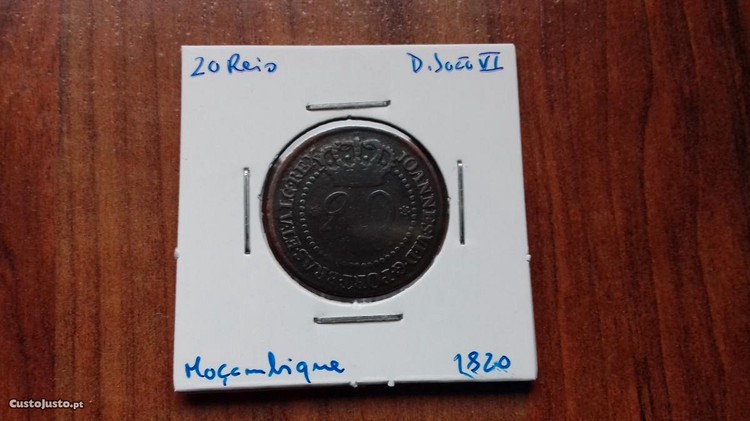 20 Reis
D. João VI
JOANNES.VI.D.G.PORT.BRAS.ET.ALG.REX
20
Moçambique
1820
CustoJusto.pt